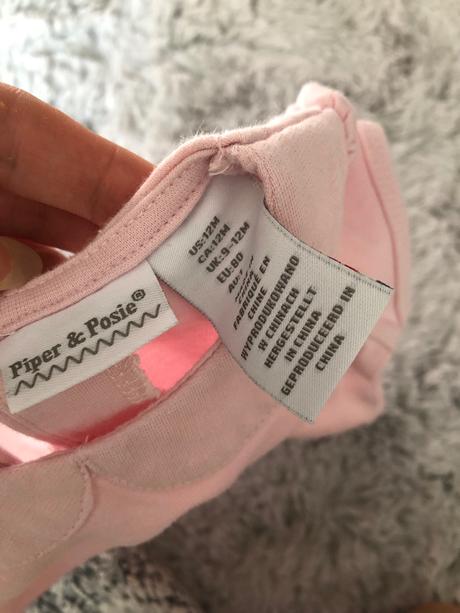 Piper & Posie®
US:12M
CA:12M
UK:9-12M
EU:80
FABRIQUE EN
CHINE
WYPRODUKOWANO
W CHINACH
HERGESTELLT
IN CHINA
GEPRODUCEERD IN
CHINA